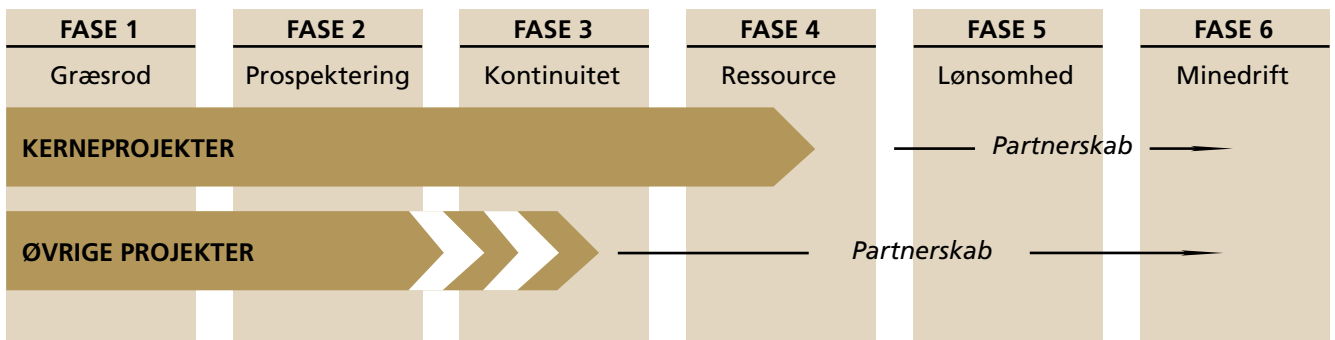 FASE 1 FASE 2 FASE 3 FASE 4 FASE 5 FASE 6
Græsrod Prospektering Kontinuitet Ressource Lønsomhed Minedrift
KERNEPROJEKTER Partnerskab
ØVRIGE PROJEKTER Partnerskab